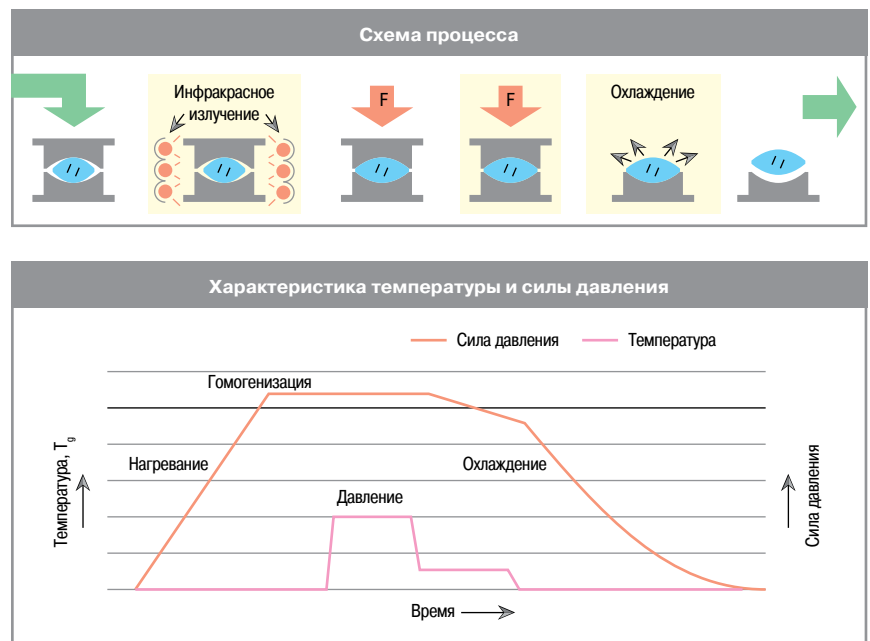 Схема процесса
Инфракрасное
излучение
F
F
Охлаждение
Характеристика температуры и силы давления
Сила давления
Температура
Гомогенизация
Нагревание
Охлаждение
Давление
Температура, Tg
Сила давления
Время